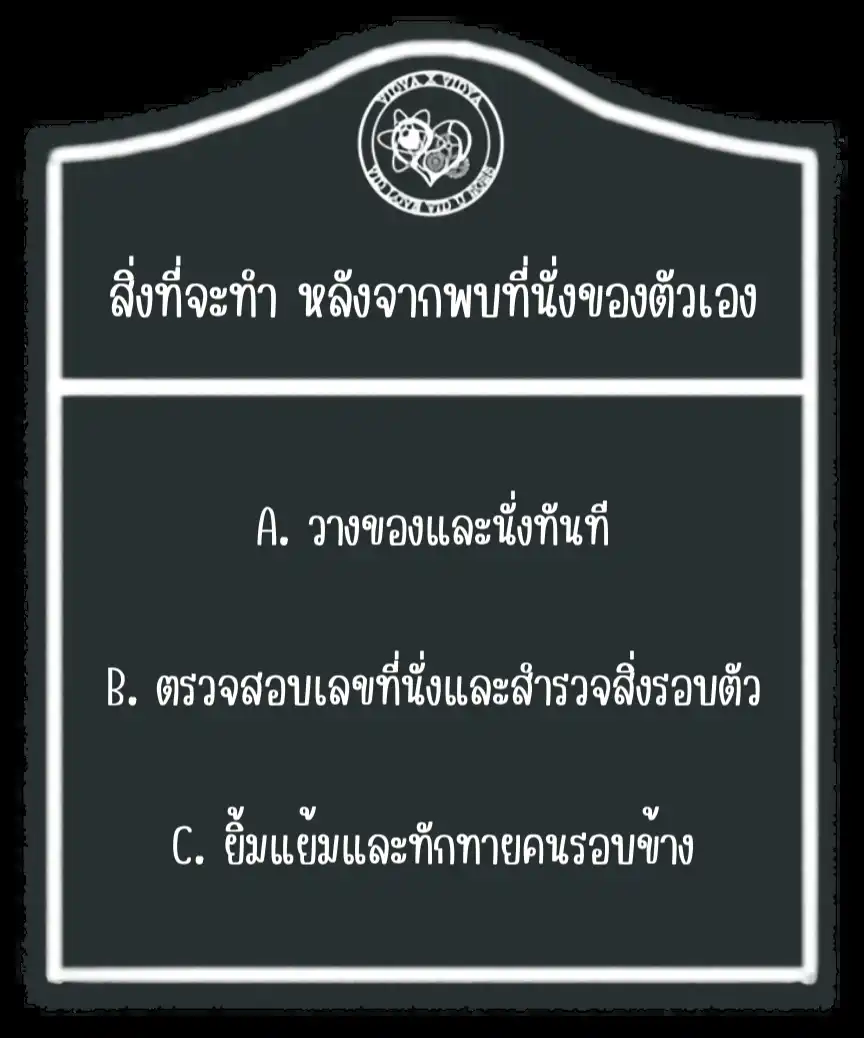 VIDYA X VIDYA
สิ่งที่จะทำ หลังจากพบที่นั่งของตัวเอง
A. วางของและนั่งทันที
B. ตรวจสอบเลขที่นั่งและสำรวจสิ่งรอบตัว
C. ยิ้มแย้มและทักทายคนรอบข้าง